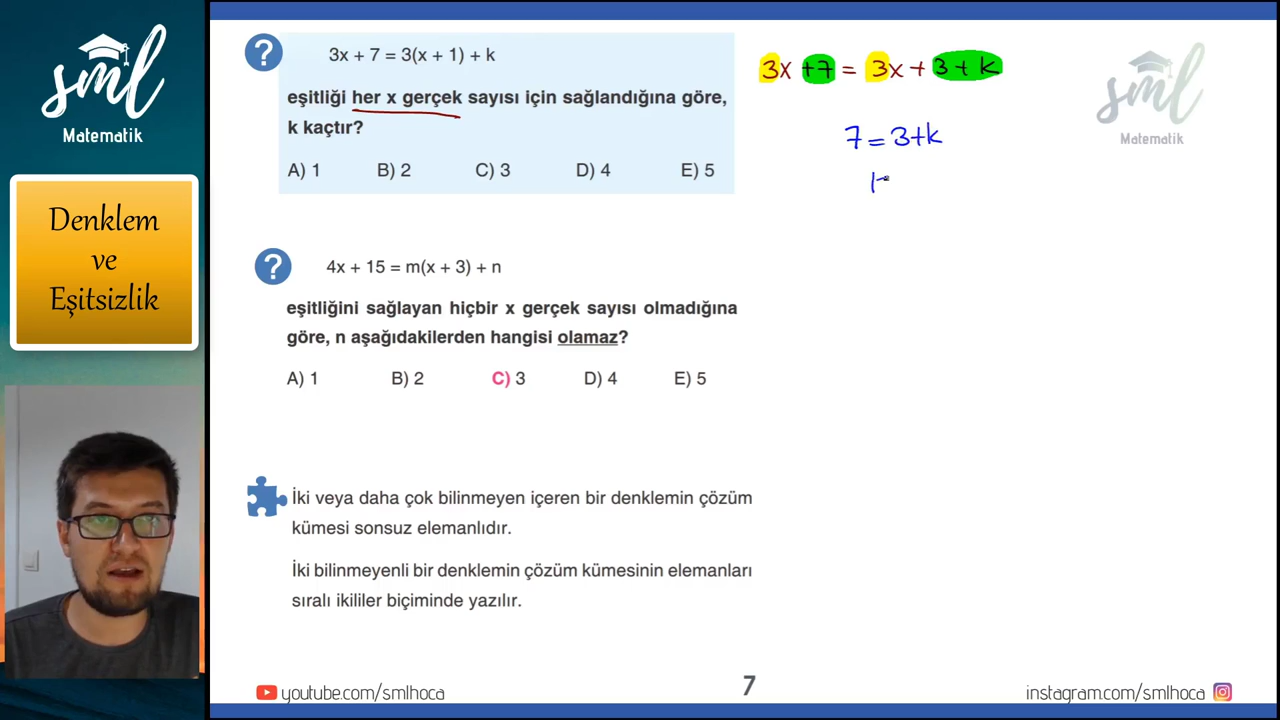 sml
Matematik
Denklem
ve
Eşitsizlik
?
3x + 7 = 3(x + 1) + k
eşitliği her x gerçek sayısı için sağlandığına göre,
k kaçtır?
A) 1 B) 2 C) 3 D) 4 E) 5
3x +7 = 3x + 3 + k
7 = 3+k
sml
Matematik
?
4x + 15 = m(x + 3) + n
eşitliğini sağlayan hiçbir x gerçek sayısı olmadığına
göre, n aşağıdakilerden hangisi olamaz?
A) 1 B) 2 C) 3 D) 4 E) 5
İki veya daha çok bilinmeyen içeren bir denklemin çözüm
kümesi sonsuz elemanlıdır.
İki bilinmeyenli bir denklemin çözüm kümesinin elemanları
sıralı ikililer biçiminde yazılır.
youtube.com/smlhoca
7
instagram.com/smlhoca